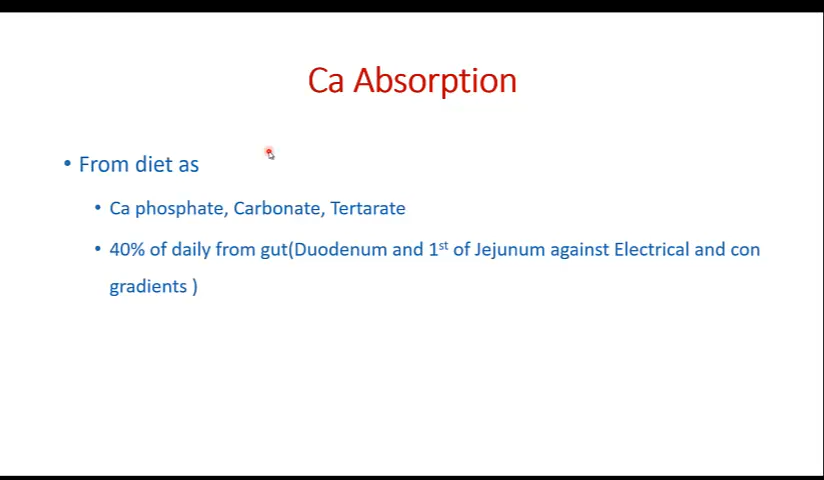 Ca Absorption
• From diet as
• Ca phosphate, Carbonate, Tertarate
• 40% of daily from gut(Duodenum and 1st of Jejunum against Electrical and con
gradients )